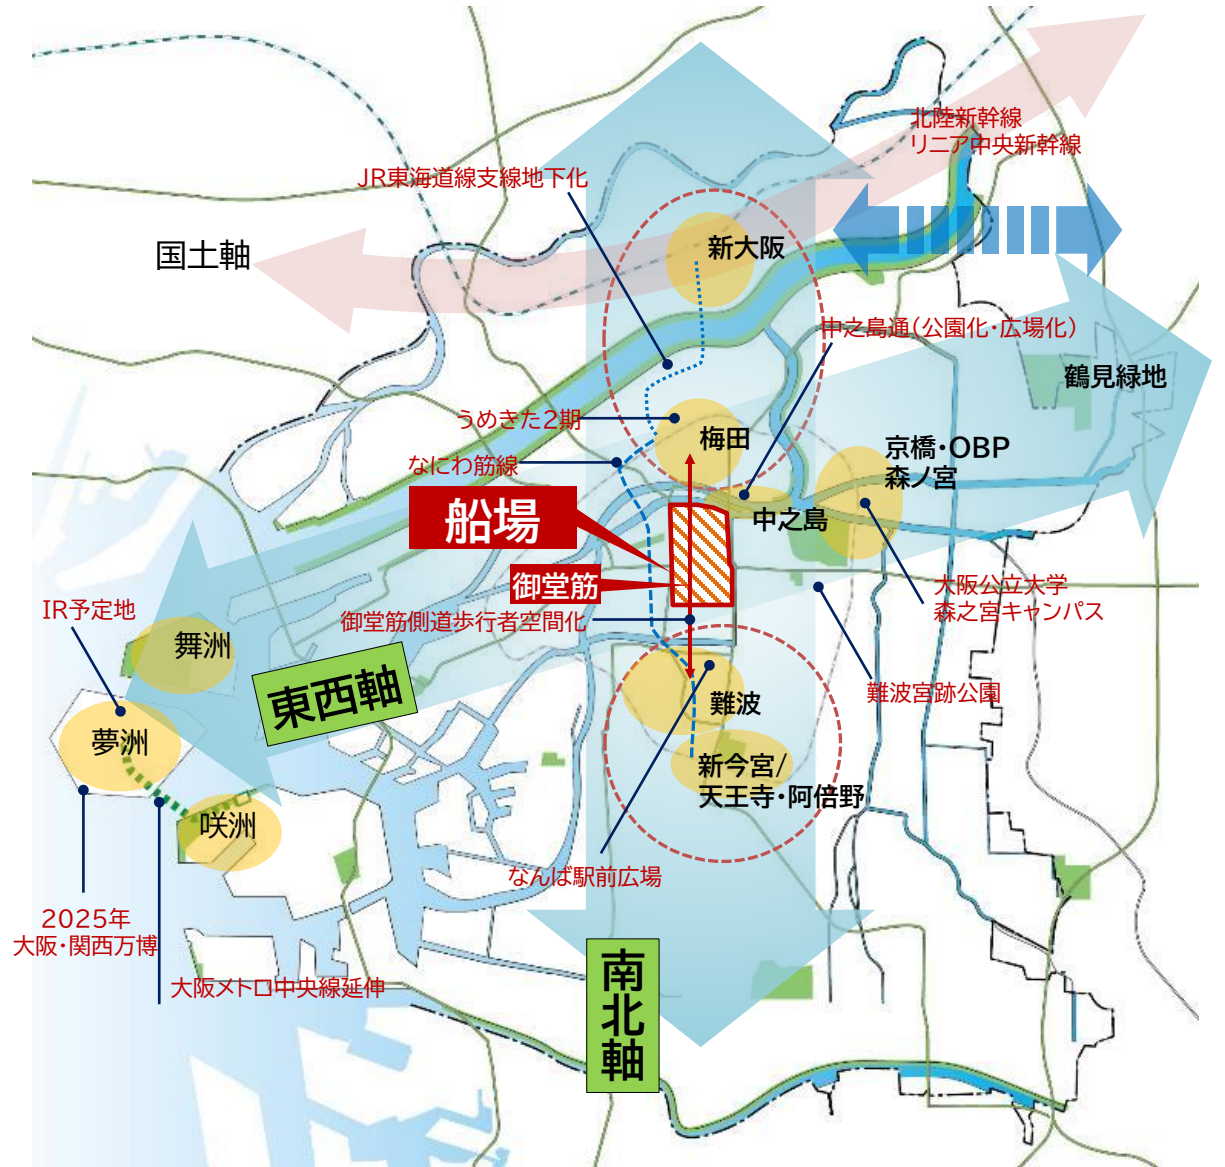 北陸新幹線
リニア中央新幹線
JR東海道線支線地下化
国土軸
新大阪
中之島通(公園化・広場化)
鶴見緑地
うめきた2期
梅田
京橋・OBP
森ノ宮
なにわ筋線
船場
中之島
御堂筋
大阪公立大学
森之宮キャンパス
IR予定地
御堂筋側道歩行者空間化
舞洲
東西軸
難波
難波宮跡公園
夢洲
新今宮/
天王寺・阿倍野
咲洲
なんば駅前広場
2025年
大阪・関西万博
大阪メトロ中央線延伸
南北軸